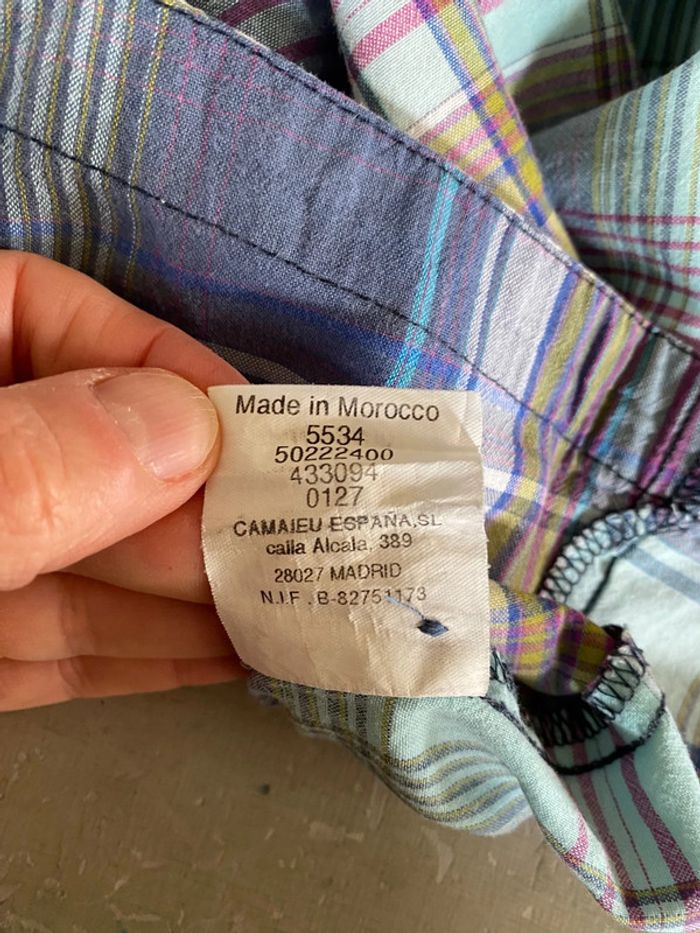 Made in Morocco
5534
50222400
433094
0127
CAMAIEU ESPAÑA,SL
calla Alcala, 389
28027 MADRID
N.I.F . B-82751173